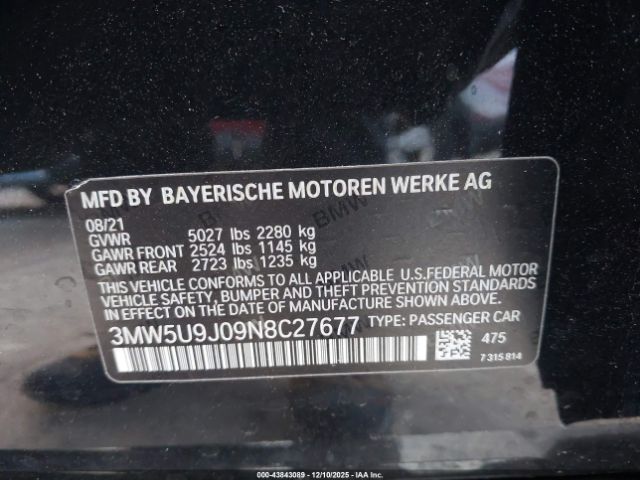 MFD BY BAYERISCHE MOTOREN WERKE AG
08/21
GVWR 5027 lbs 2280 kg
GAWR FRONT 2524 lbs 1145 kg
GAWR REAR 2723 lbs 1235 kg
THIS VEHICLE CONFORMS TO ALL APPLICABLE U.S.FEDERAL MOTOR
VEHICLE SAFETY, BUMPER, AND THEFT PREVENTION STANDARDS
IN EFFECT ON THE DATE OF MANUFACTURE SHOWN ABOVE.
3MW5U9J09N8C27677 TYPE: PASSENGER CAR
475
7 315 814
000-43843089 - 12/10/2025 - IAA Inc.